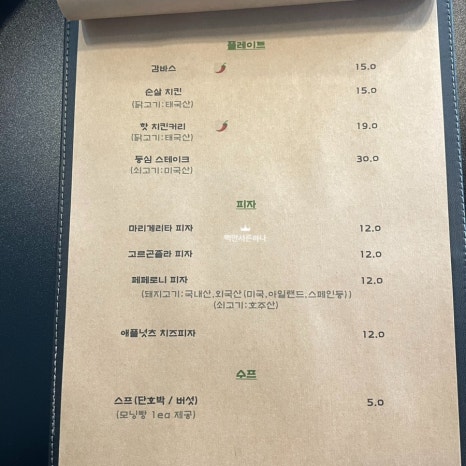 플레이트
감바스 15.0
순살 치킨 15.0
(닭고기:태국산)
핫 치킨커리 19.0
(닭고기:태국산)
등심 스테이크 30.0
(쇠고기:미국산)
피자
마리게리타 피자 12.0
고르곤졸라 피자 12.0
페페로니 피자 12.0
(돼지고기:국내산,외국산(미국,아일랜드,스페인등))
(쇠고기:호주산)
애플넛츠 치즈피자 12.0
수프
스프(단호박 / 버섯) 5.0
(모닝빵 1ea 제공)